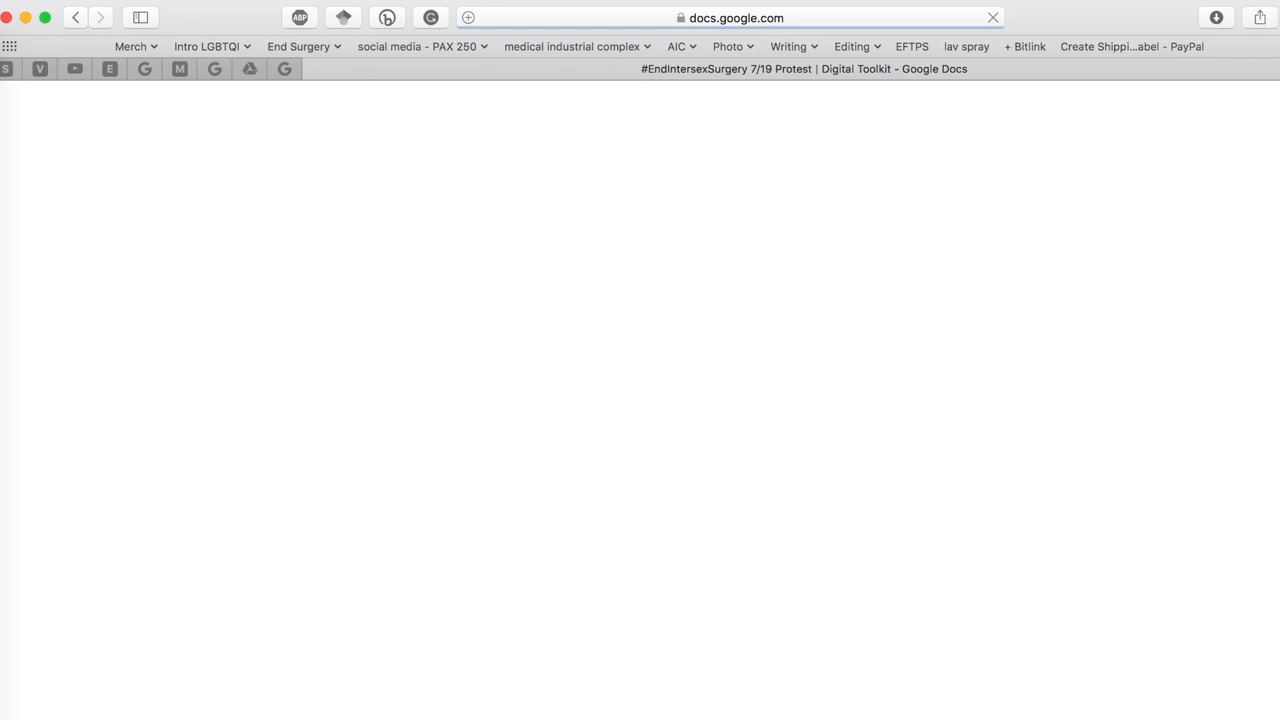 ABP
docs.google.com
Merch Intro LGBTQI End Surgery social media - PAX 250 medical industrial complex AIC Photo Writing Editing EFTPS lav spray + Bitlink Create Shippi...abel - PayPal
S V E G M G G #EndIntersexSurgery 7/19 Protest | Digital Toolkit - Google Docs